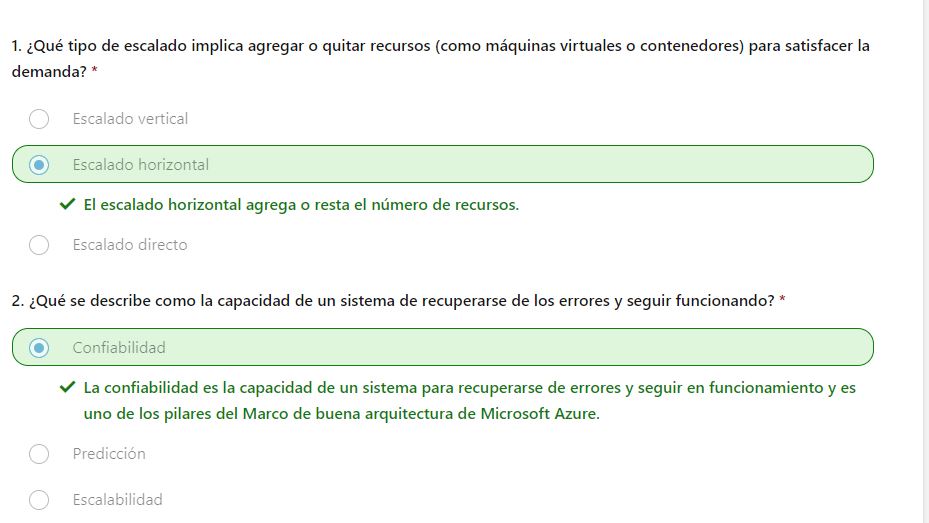 1. ¿Qué tipo de escalado implica agregar o quitar recursos (como máquinas virtuales o contenedores) para satisfacer la
demanda? *
Escalado vertical
Escalado horizontal
El escalado horizontal agrega o resta el número de recursos.
Escalado directo
2. ¿Qué se describe como la capacidad de un sistema de recuperarse de los errores y seguir funcionando? *
Confiabilidad
La confiabilidad es la capacidad de un sistema para recuperarse de errores y seguir en funcionamiento y es
uno de los pilares del Marco de buena arquitectura de Microsoft Azure.
Predicción
Escalabilidad